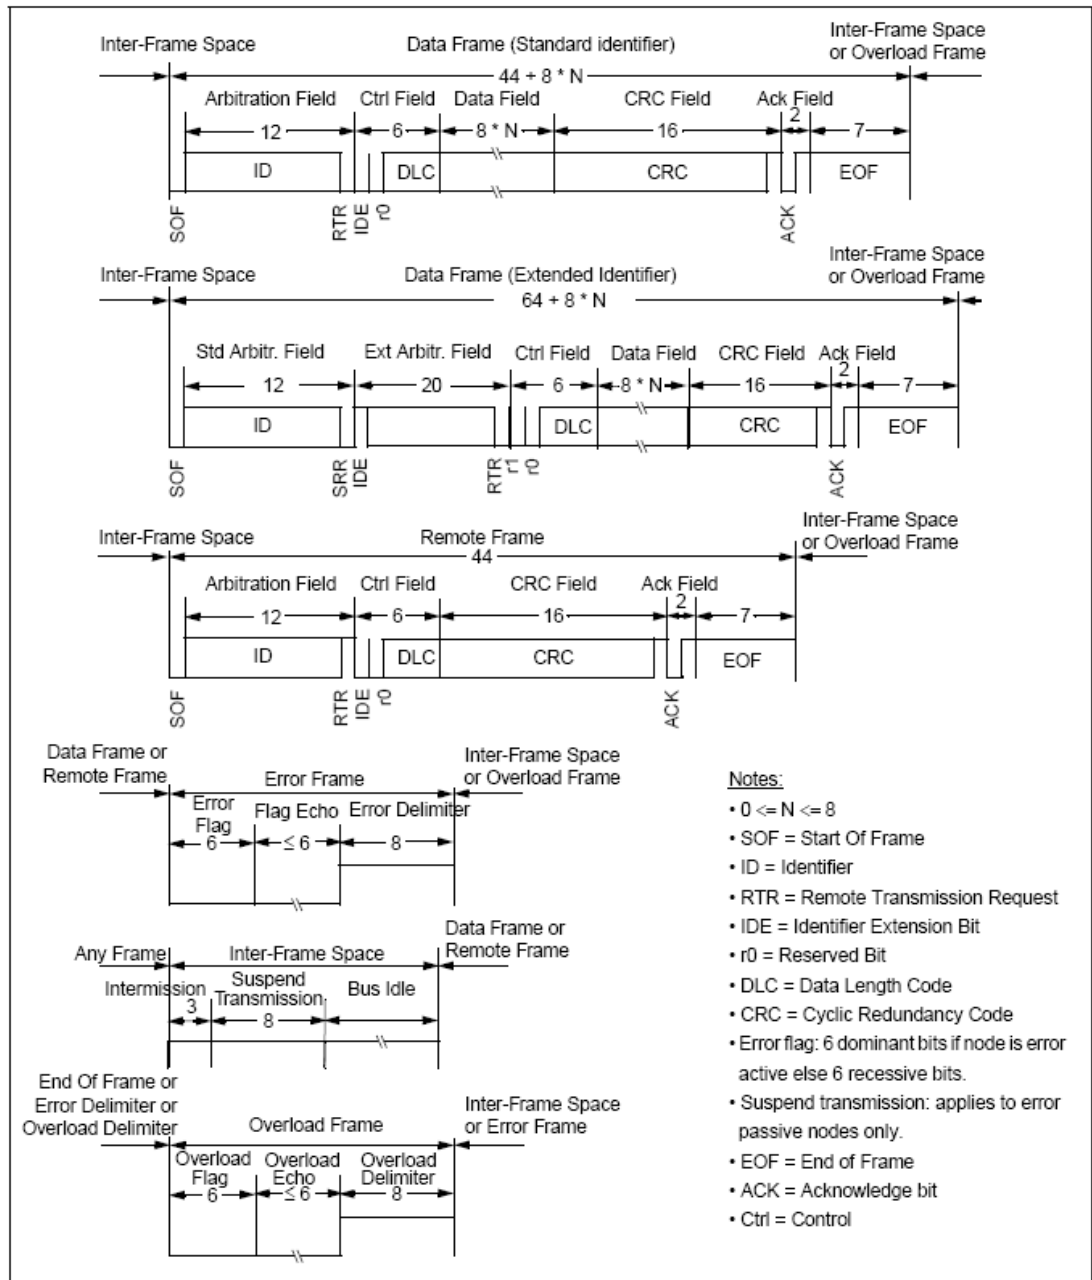 Inter-Frame Space
Data Frame (Standard identifier)
Inter-Frame Space
or Overload Frame
44 + 8 * N
Arbitration Field
Ctrl Field
Data Field
CRC Field
Ack Field
12
6
8 * N
16
2
7
ID
DLC
CRC
EOF
SOF
RTR
IDE
r0
ACK
Inter-Frame Space
Data Frame (Extended Identifier)
Inter-Frame Space
or Overload Frame
64 + 8 * N
Std Arbitr. Field
Ext Arbitr. Field
Ctrl Field
Data Field
CRC Field
Ack Field
12
20
6
8 * N
16
2
7
ID
DLC
CRC
EOF
SOF
SRR
IDE
RTR
r1
r0
ACK
Inter-Frame Space
Remote Frame
Inter-Frame Space
or Overload Frame
44
Arbitration Field
Ctrl Field
CRC Field
Ack Field
12
6
16
2
7
ID
DLC
CRC
EOF
SOF
RTR
IDE
r0
ACK
Data Frame or
Remote Frame
Error Frame
Inter-Frame Space
or Overload Frame
Error
Flag
Flag Echo
Error Delimiter
6
≤ 6
8
Any Frame
Inter-Frame Space
Data Frame or
Remote Frame
Intermission
Suspend
Transmission
Bus Idle
3
8
End Of Frame or
Error Delimiter or
Overload Delimiter
Overload Frame
Inter-Frame Space
or Error Frame
Overload
Flag
Overload
Echo
Overload
Delimiter
6
≤ 6
8
Notes:
• 0 <= N <= 8
• SOF = Start Of Frame
• ID = Identifier
• RTR = Remote Transmission Request
• IDE = Identifier Extension Bit
• r0 = Reserved Bit
• DLC = Data Length Code
• CRC = Cyclic Redundancy Code
• Error flag: 6 dominant bits if node is error
active else 6 recessive bits.
• Suspend transmission: applies to error
passive nodes only.
• EOF = End of Frame
• ACK = Acknowledge bit
• Ctrl = Control